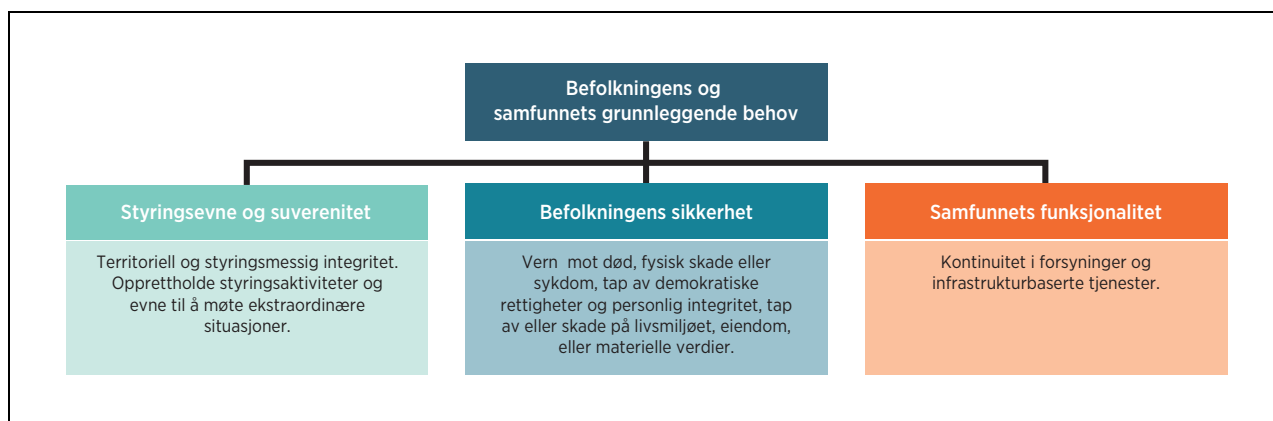 Befolkningens og
samfunnets grunnleggende behov
Styringsevne og suverenitet
Territoriell og styringsmessig integritet.
Opprettholde styringsaktiviteter og
evne til å møte ekstraordinære
situasjoner.
Befolkningens sikkerhet
Vern mot død, fysisk skade eller
sykdom, tap av demokratiske
rettigheter og personlig integritet, tap
av eller skade på livsmiljøet, eiendom,
eller materielle verdier.
Samfunnets funksjonalitet
Kontinuitet i forsyninger og
infrastrukturbaserte tjenester.